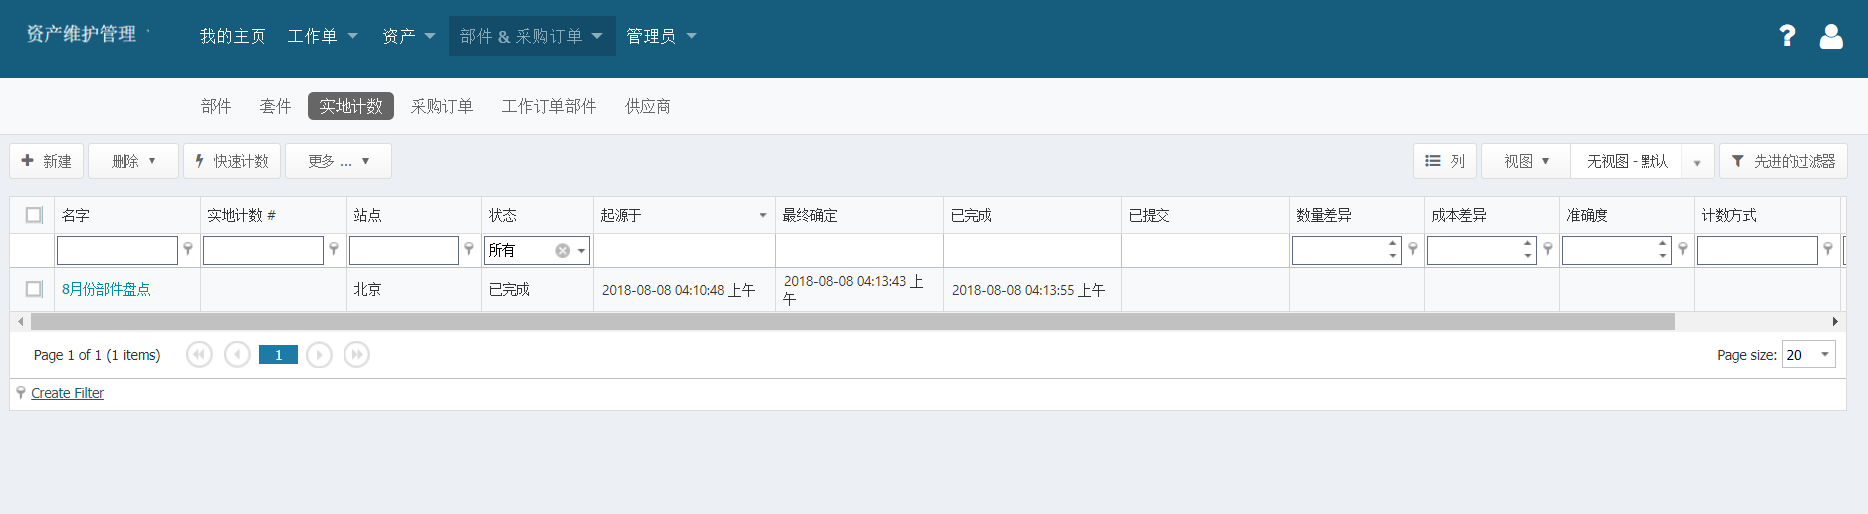 资产维护管理
我的主页 工作单 资产 部件 & 采购订单 管理员
部件 套件 实地计数 采购订单 工作订单部件 供应商
新建 删除 快速计数 更多 ... 列 视图 无视图 - 默认 先进的过滤器
名字 实地计数 # 站点 状态 起源于 最终确定 已完成 已提交 数量差异 成本差异 准确度 计数方式
所有
8月份部件盘点 北京 已完成 2018-08-08 04:10:48 上午 2018-08-08 04:13:43 上 2018-08-08 04:13:55 上午
午
Page 1 of 1 (1 items) 1 Page size: 20
Create Filter